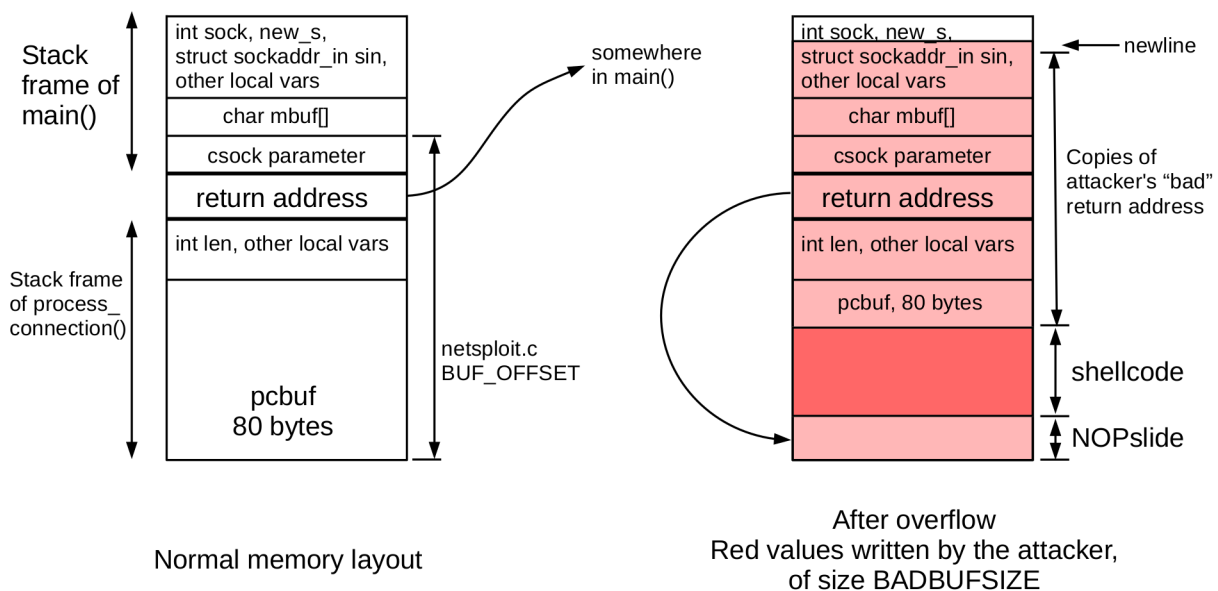 Stack
frame of
main()
int sock, new_s,
struct sockaddr_in sin,
other local vars
char mbuf[]
csock parameter
return address
int len, other local vars
pcbuf
80 bytes
Stack frame
of process_
connection()
somewhere
in main()
netsploit.c
BUF_OFFSET
Normal memory layout
int sock, new_s,
struct sockaddr_in sin,
other local vars
char mbuf[]
csock parameter
return address
int len, other local vars
pcbuf, 80 bytes
newline
Copies of
attacker's “bad”
return address
shellcode
NOPslide
After overflow
Red values written by the attacker,
of size BADBUFSIZE